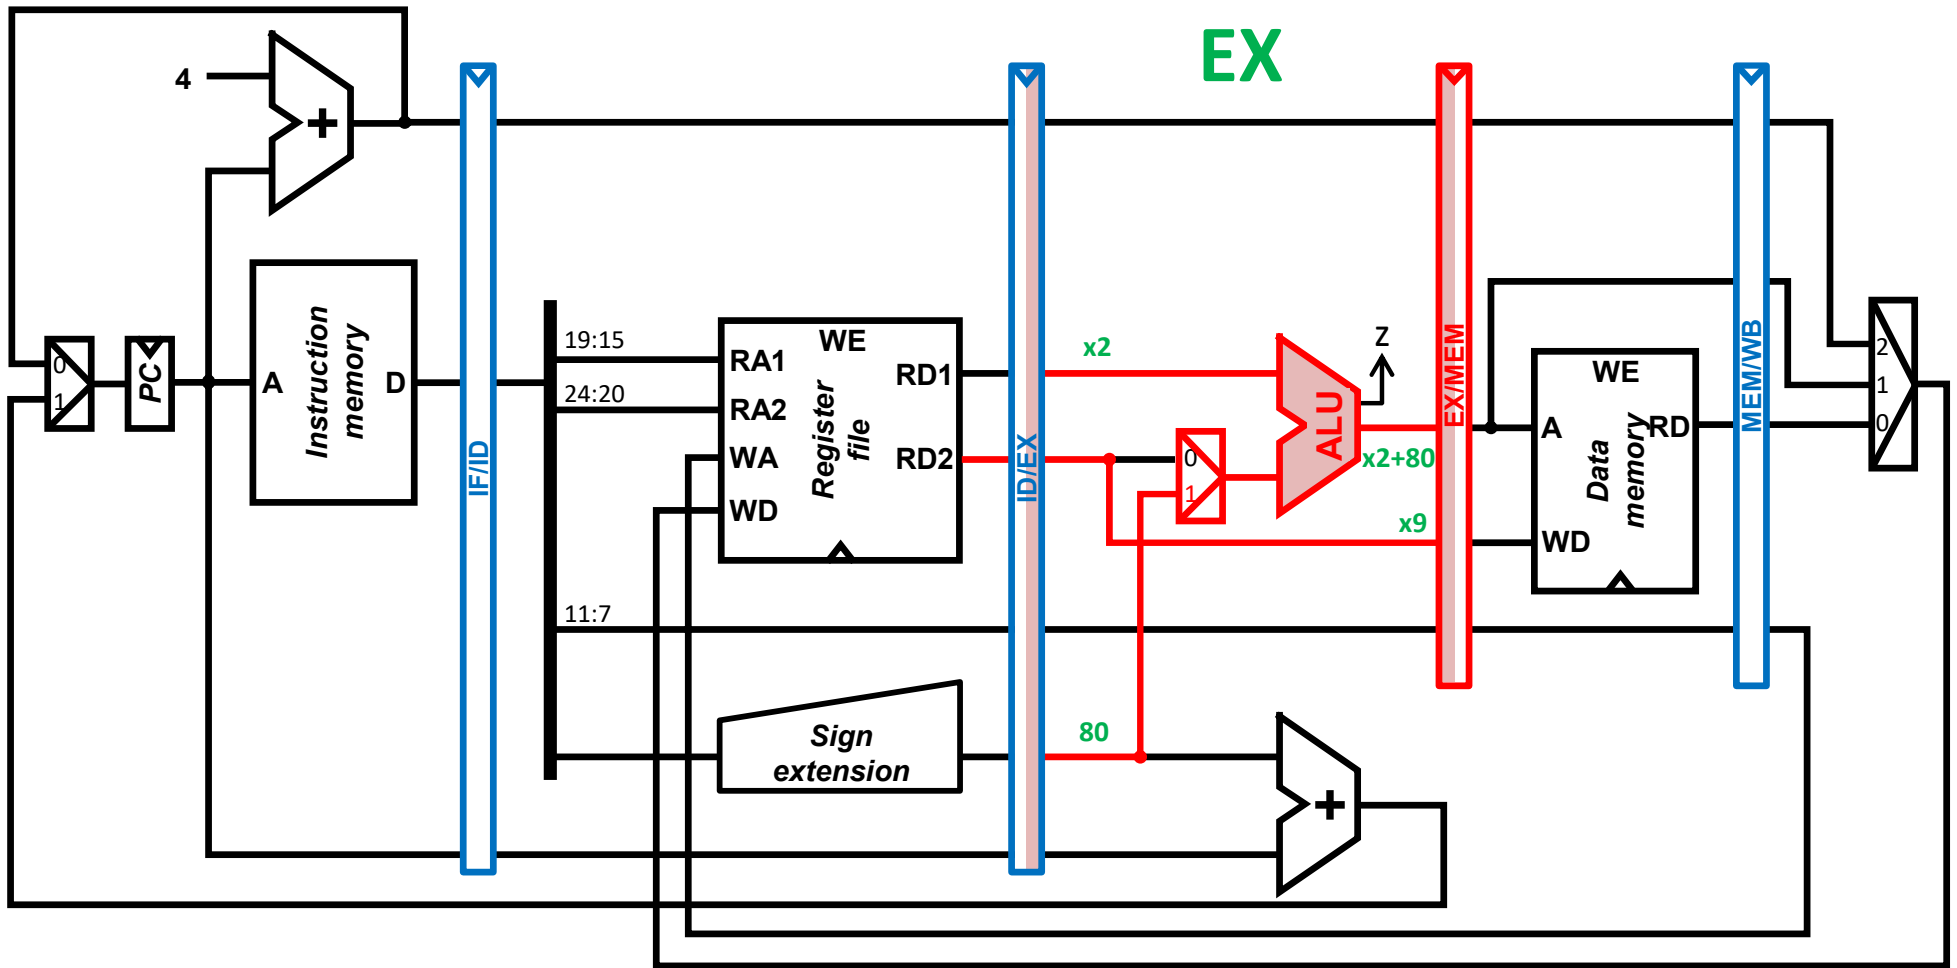 EX
4
+
IF/ID
ID/EX
EX/MEM
MEM/WB
0
1
PC
A
Instruction
memory
D
19:15
24:20
11:7
RA1
RA2
WA
WD
WE
Register
file
RD1
RD2
x2
0
1
ALU
Z
x2+80
x9
A
WD
WE
Data
memory
RD
2
1
0
Sign
extension
80
+